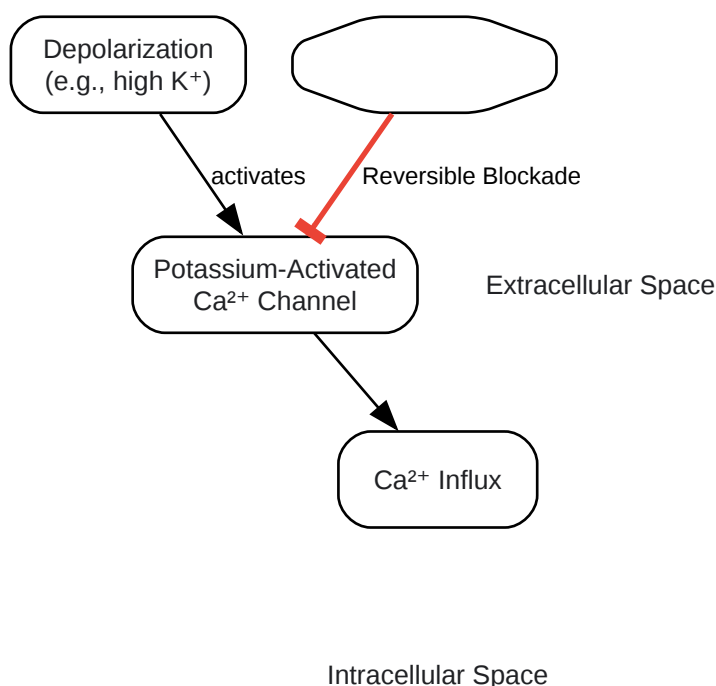 Depolarization
(e.g., high K⁺)
activates
Reversible Blockade
Potassium-Activated
Ca²⁺ Channel
Extracellular Space
Ca²⁺ Influx
Intracellular Space